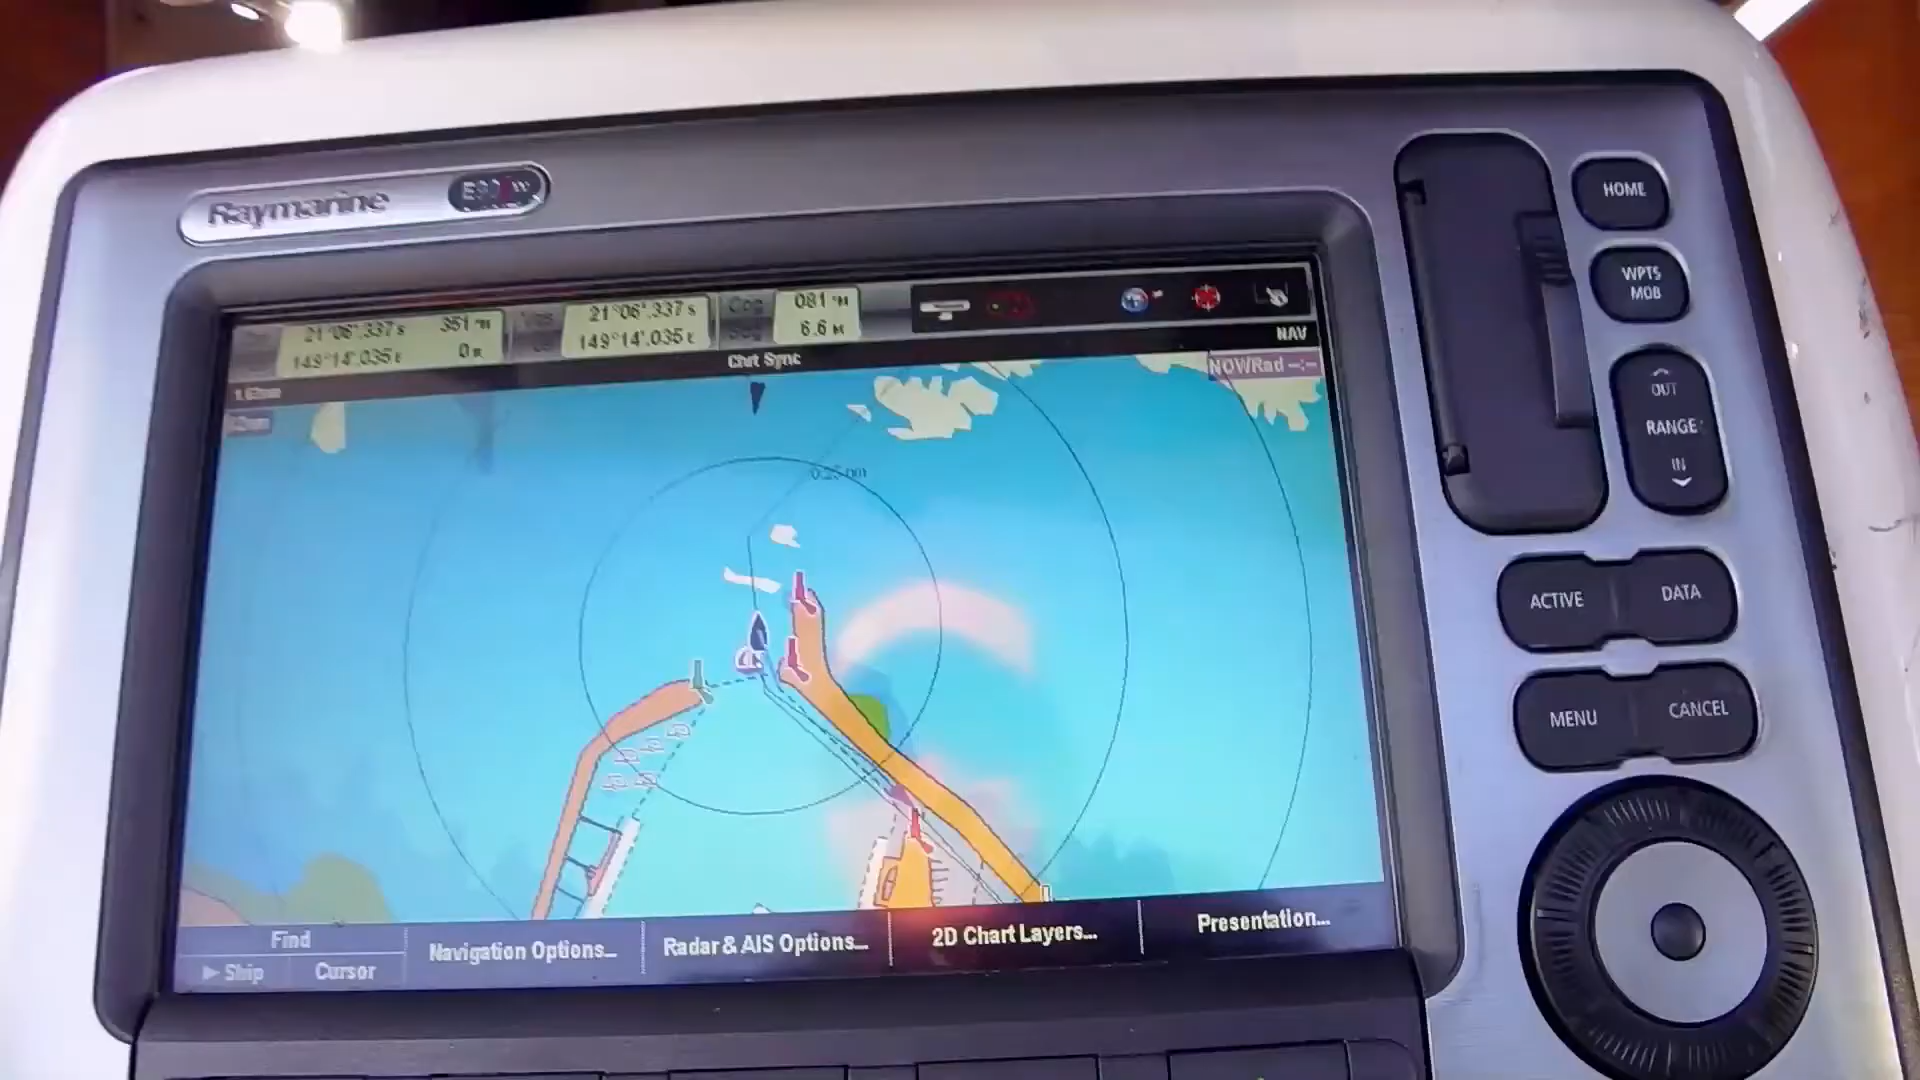 Raymarine
HOME
WPTS
MOB
OUT
RANGE
IN
ACTIVE
DATA
MENU
CANCEL
21°06'.337s 351°M
149°14'.035E
21°06'.337s
149°14'.035E
Cog 081°M
6.6
Chrt Sync
NAV
NOWRad --:--
Find
Ship
Cursor
Navigation Options...
Radar & AIS Options...
2D Chart Layers...
Presentation...